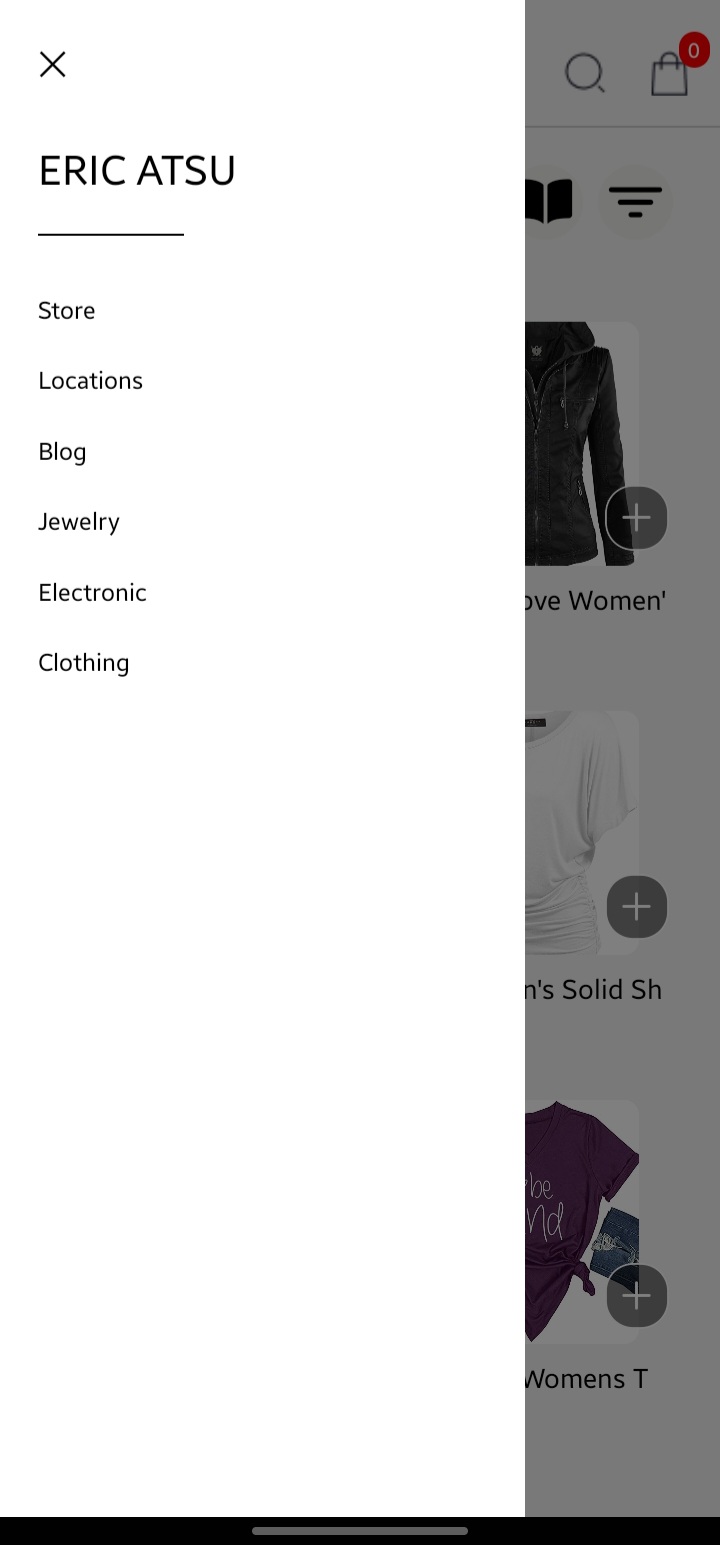 0
ERIC ATSU
Store
Locations
Blog
Jewelry
Electronic
Clothing
ove Women'
n's Solid Sh
be
nd
Womens T